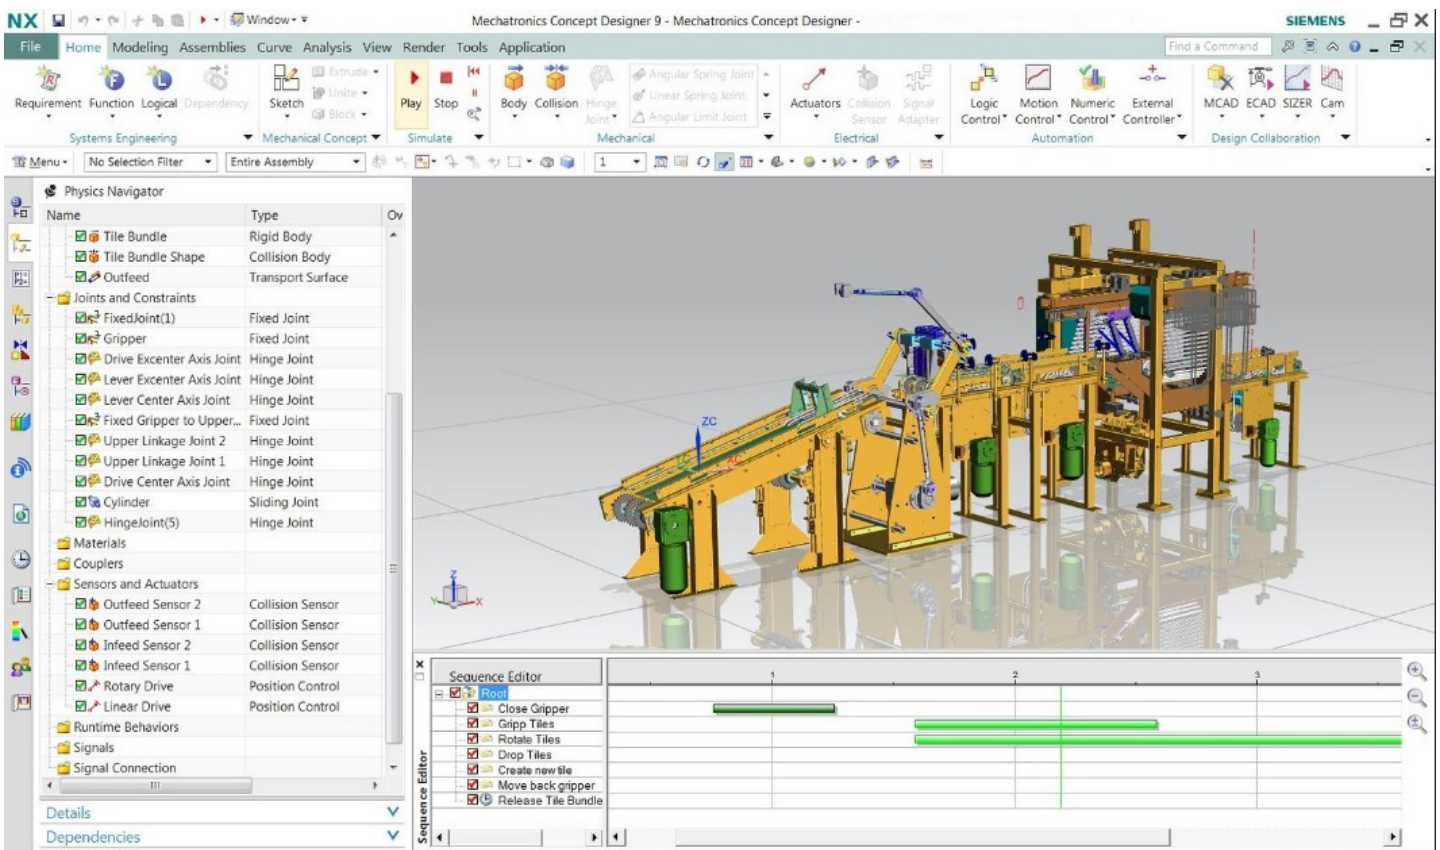 NX Window Mechatronics Concept Designer 9 - Mechatronics Concept Designer - SIEMENS
File Home Modeling Assemblies Curve Analysis View Render Tools Application Find a Command
Extrude Angular Spring Joint
Unite Linear Spring Joint
Block Angular Limit Joint
Requirement Function Logical Dependency Sketch Play Stop Body Collision Hinge Joint Actuators Collision Sensor Signal Adapter Logic Control Motion Control Numeric Control External Controller MCAD ECAD SIZER Cam
Systems Engineering Mechanical Concept Simulate Mechanical Electrical Automation Design Collaboration
Menu No Selection Filter Entire Assembly 1
Physics Navigator
Name Type Ov
Tile Bundle Rigid Body
Tile Bundle Shape Collision Body
Outfeed Transport Surface
Joints and Constraints
FixedJoint(1) Fixed Joint
Gripper Fixed Joint
Drive Excenter Axis Joint Hinge Joint
Lever Excenter Axis Joint Hinge Joint
Lever Center Axis Joint Hinge Joint
Fixed Gripper to Upper... Fixed Joint
Upper Linkage Joint 2 Hinge Joint
Upper Linkage Joint 1 Hinge Joint
Drive Center Axis Joint Hinge Joint
Cylinder Sliding Joint
HingeJoint(5) Hinge Joint
Materials
Couplers
Sensors and Actuators
Outfeed Sensor 2 Collision Sensor
Outfeed Sensor 1 Collision Sensor
Infeed Sensor 2 Collision Sensor
Infeed Sensor 1 Collision Sensor
Rotary Drive Position Control
Linear Drive Position Control
Runtime Behaviors
Signals
Signal Connection
Details
Dependencies
ZC
XC
Z
Y X
Sequence Editor
Sequence Editor 1 2 3
Root
Close Gripper
Gripp Tiles
Rotate Tiles
Drop Tiles
Create new tile
Move back gripper
Release Tile Bundle